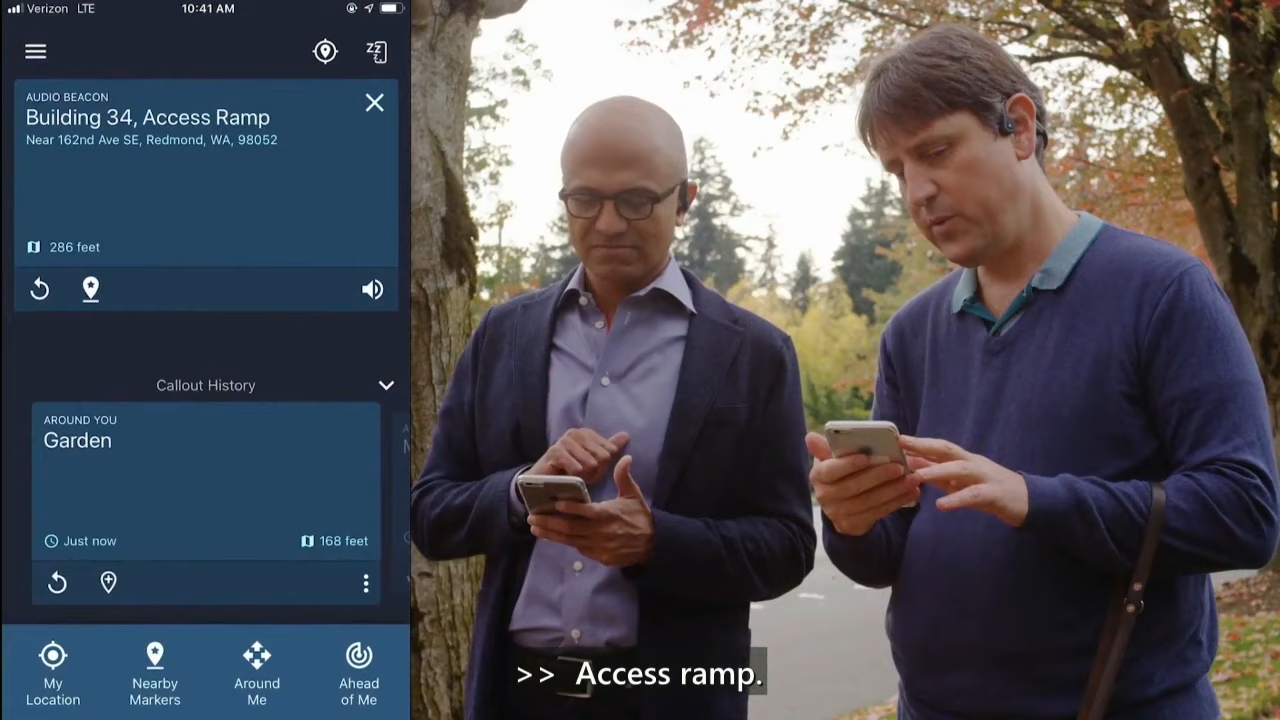 Verizon LTE 10:41 AM
AUDIO BEACON
Building 34, Access Ramp
Near 162nd Ave SE, Redmond, WA, 98052
286 feet
Callout History
AROUND YOU
Garden
Just now 168 feet
My Location
Nearby Markers
Around Me
Ahead of Me
>> Access ramp.